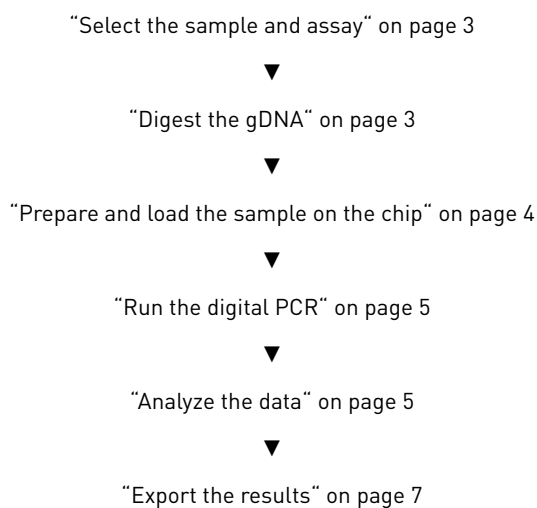 “Select the sample and assay“ on page 3
▼
“Digest the gDNA“ on page 3
▼
“Prepare and load the sample on the chip“ on page 4
▼
“Run the digital PCR“ on page 5
▼
“Analyze the data“ on page 5
▼
“Export the results“ on page 7